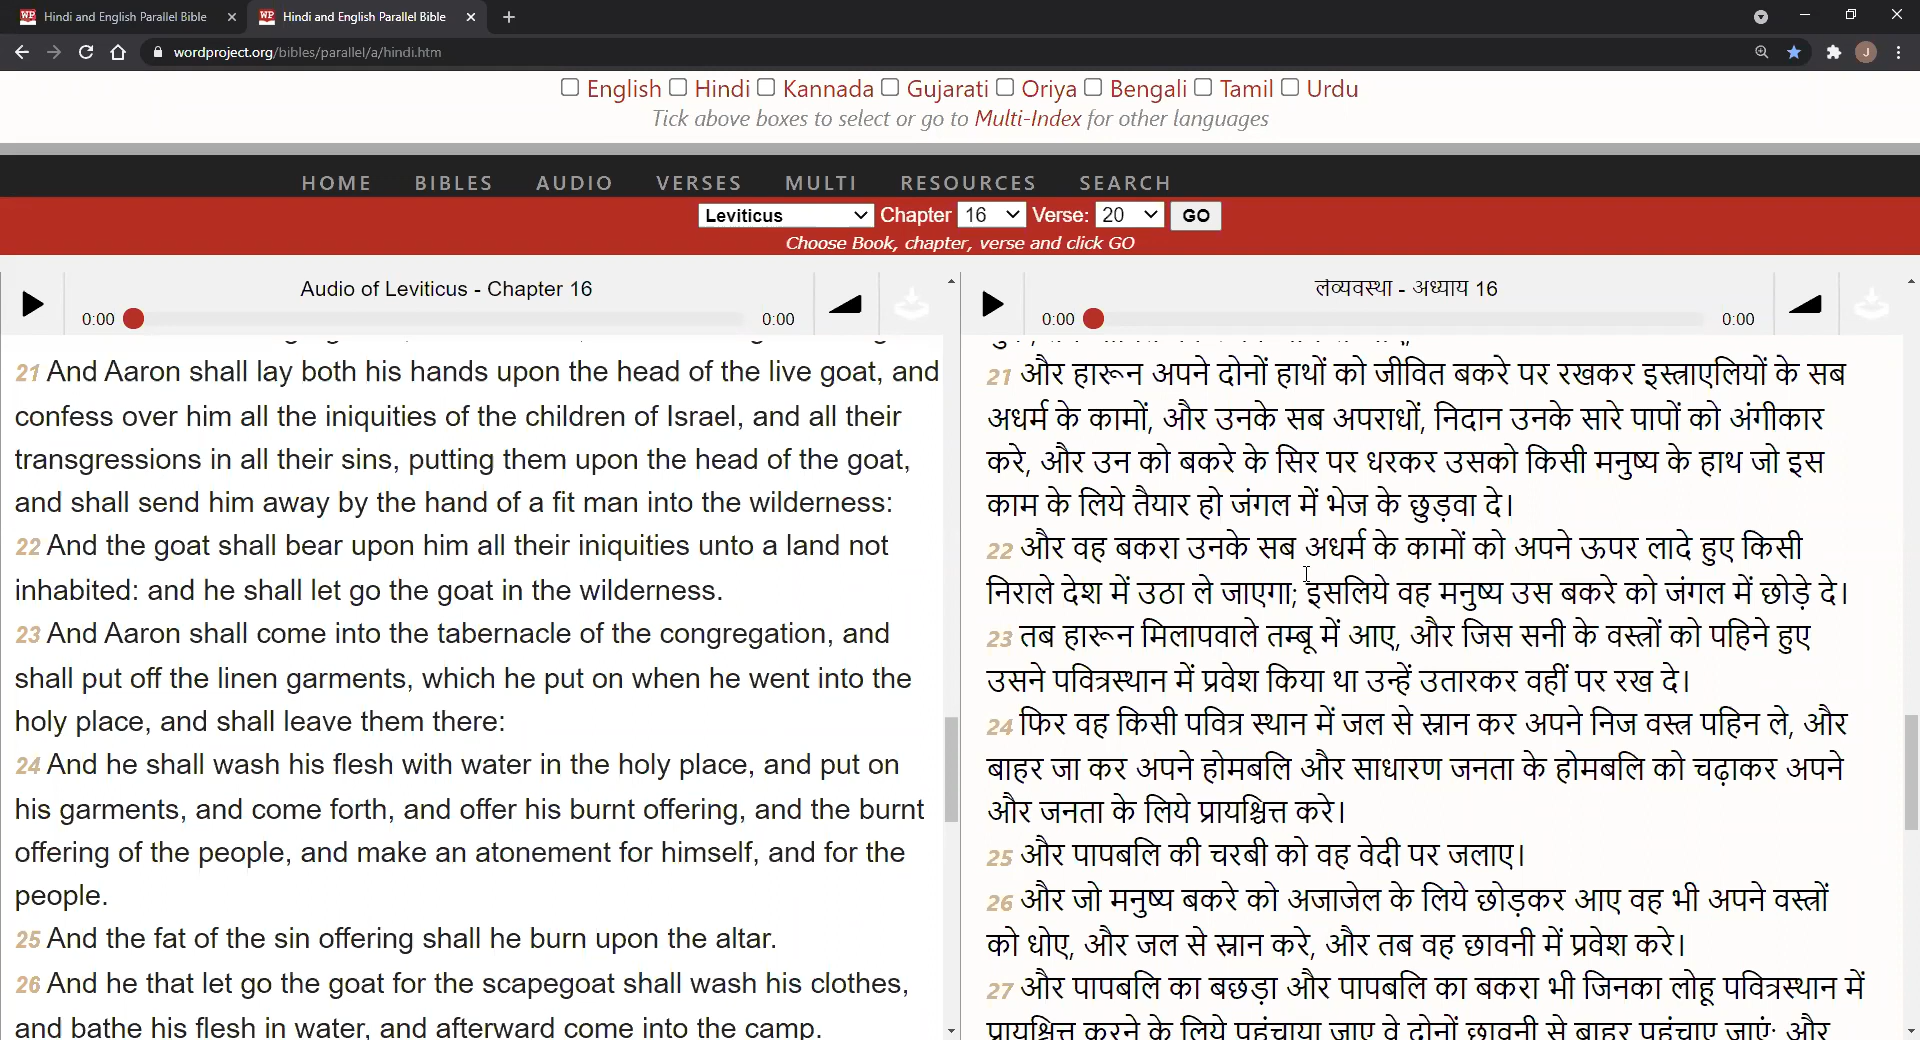 Hindi and English Parallel Bible
Hindi and English Parallel Bible
wordproject.org/bibles/parallel/a/hindi.htm
J
English Hindi Kannada Gujarati Oriya Bengali Tamil Urdu
Tick above boxes to select or go to Multi-Index for other languages
HOME BIBLES AUDIO VERSES MULTI RESOURCES SEARCH
Leviticus Chapter 16 Verse: 20 GO
Choose Book, chapter, verse and click GO
Audio of Leviticus - Chapter 16
0:00 0:00
21 And Aaron shall lay both his hands upon the head of the live goat, and
confess over him all the iniquities of the children of Israel, and all their
transgressions in all their sins, putting them upon the head of the goat,
and shall send him away by the hand of a fit man into the wilderness:
22 And the goat shall bear upon him all their iniquities unto a land not
inhabited: and he shall let go the goat in the wilderness.
23 And Aaron shall come into the tabernacle of the congregation, and
shall put off the linen garments, which he put on when he went into the
holy place, and shall leave them there:
24 And he shall wash his flesh with water in the holy place, and put on
his garments, and come forth, and offer his burnt offering, and the burnt
offering of the people, and make an atonement for himself, and for the
people.
25 And the fat of the sin offering shall he burn upon the altar.
26 And he that let go the goat for the scapegoat shall wash his clothes,
and bathe his flesh in water, and afterward come into the camp.
लैव्यवस्था - अध्याय 16
0:00 0:00
21 और हारून अपने दोनों हाथों को जीवित बकरे पर रखकर इस्त्राएलियों के सब
अधर्म के कामों, और उनके सब अपराधों, निदान उनके सारे पापों को अंगीकार
करे, और उन को बकरे के सिर पर धरकर उसको किसी मनुष्य के हाथ जो इस
काम के लिये तैयार हो जंगल में भेज के छुड़वा दे।
22 और वह बकरा उनके सब अधर्म के कामों को अपने ऊपर लादे हुए किसी
निराले देश में उठा ले जाएगा; इसलिये वह मनुष्य उस बकरे को जंगल में छोड़े दे।
23 तब हारून मिलापवाले तम्बू में आए, और जिस सनी के वस्त्रों को पहिने हुए
उसने पवित्रस्थान में प्रवेश किया था उन्हें उतारकर वहीं पर रख दे।
24 फिर वह किसी पवित्र स्थान में जल से स्नान कर अपने निज वस्त्र पहिन ले, और
बाहर जा कर अपने होमबलि और साधारण जनता के होमबलि को चढ़ाकर अपने
और जनता के लिये प्रायश्चित्त करे।
25 और पापबलि की चरबी को वह वेदी पर जलाए।
26 और जो मनुष्य बकरे को अजाजेल के लिये छोड़कर आए वह भी अपने वस्त्रों
को धोए, और जल से स्नान करे, और तब वह छावनी में प्रवेश करे।
27 और पापबलि का बछड़ा और पापबलि का बकरा भी जिनका लोहू पवित्रस्थान में
प्रायश्चित्त करने के लिये पहुंचाया जाए वे दोनों छावनी से बाहर पहुंचाए जाएं; और